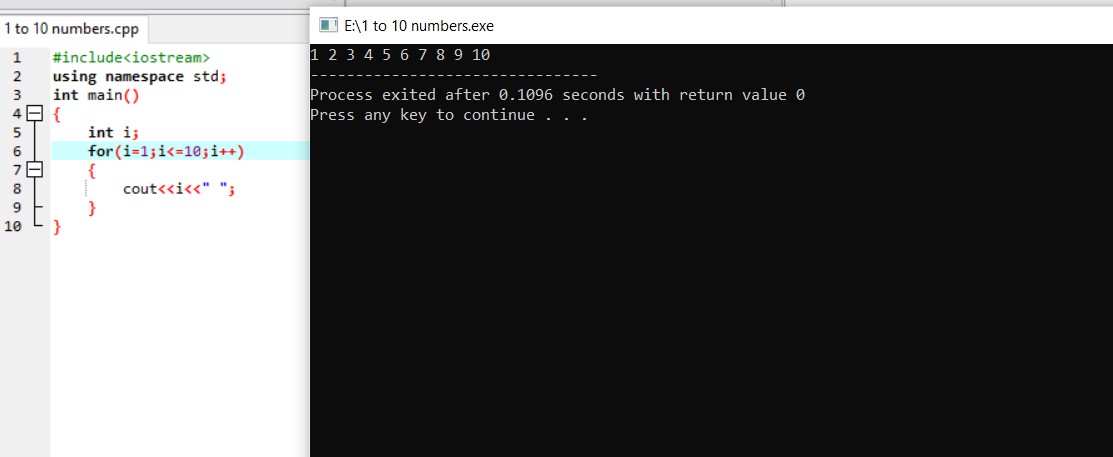 1 to 10 numbers.cpp
1 #include<iostream>
2 using namespace std;
3 int main()
4 {
5 int i;
6 for(i=1;i<=10;i++)
7 {
8 cout<<i<<" ";
9 }
10 }
E:\1 to 10 numbers.exe
1 2 3 4 5 6 7 8 9 10
--------------------------------
Process exited after 0.1096 seconds with return value 0
Press any key to continue . . .